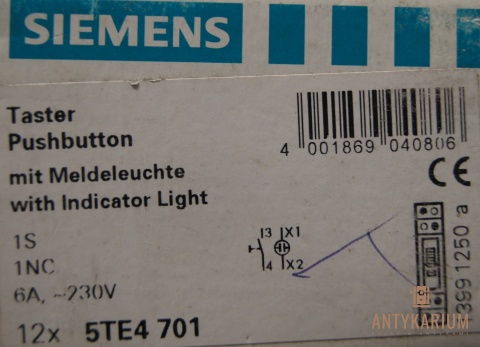 SIEMENS
Taster
Pushbutton
mit Meldeleuchte
with Indicator Light
1S
1NC
6A, ~230V
12x 5TE4 701
4 001869 040806
CE
13 X1
4 X2
3991250 a
ANTYKARIUM